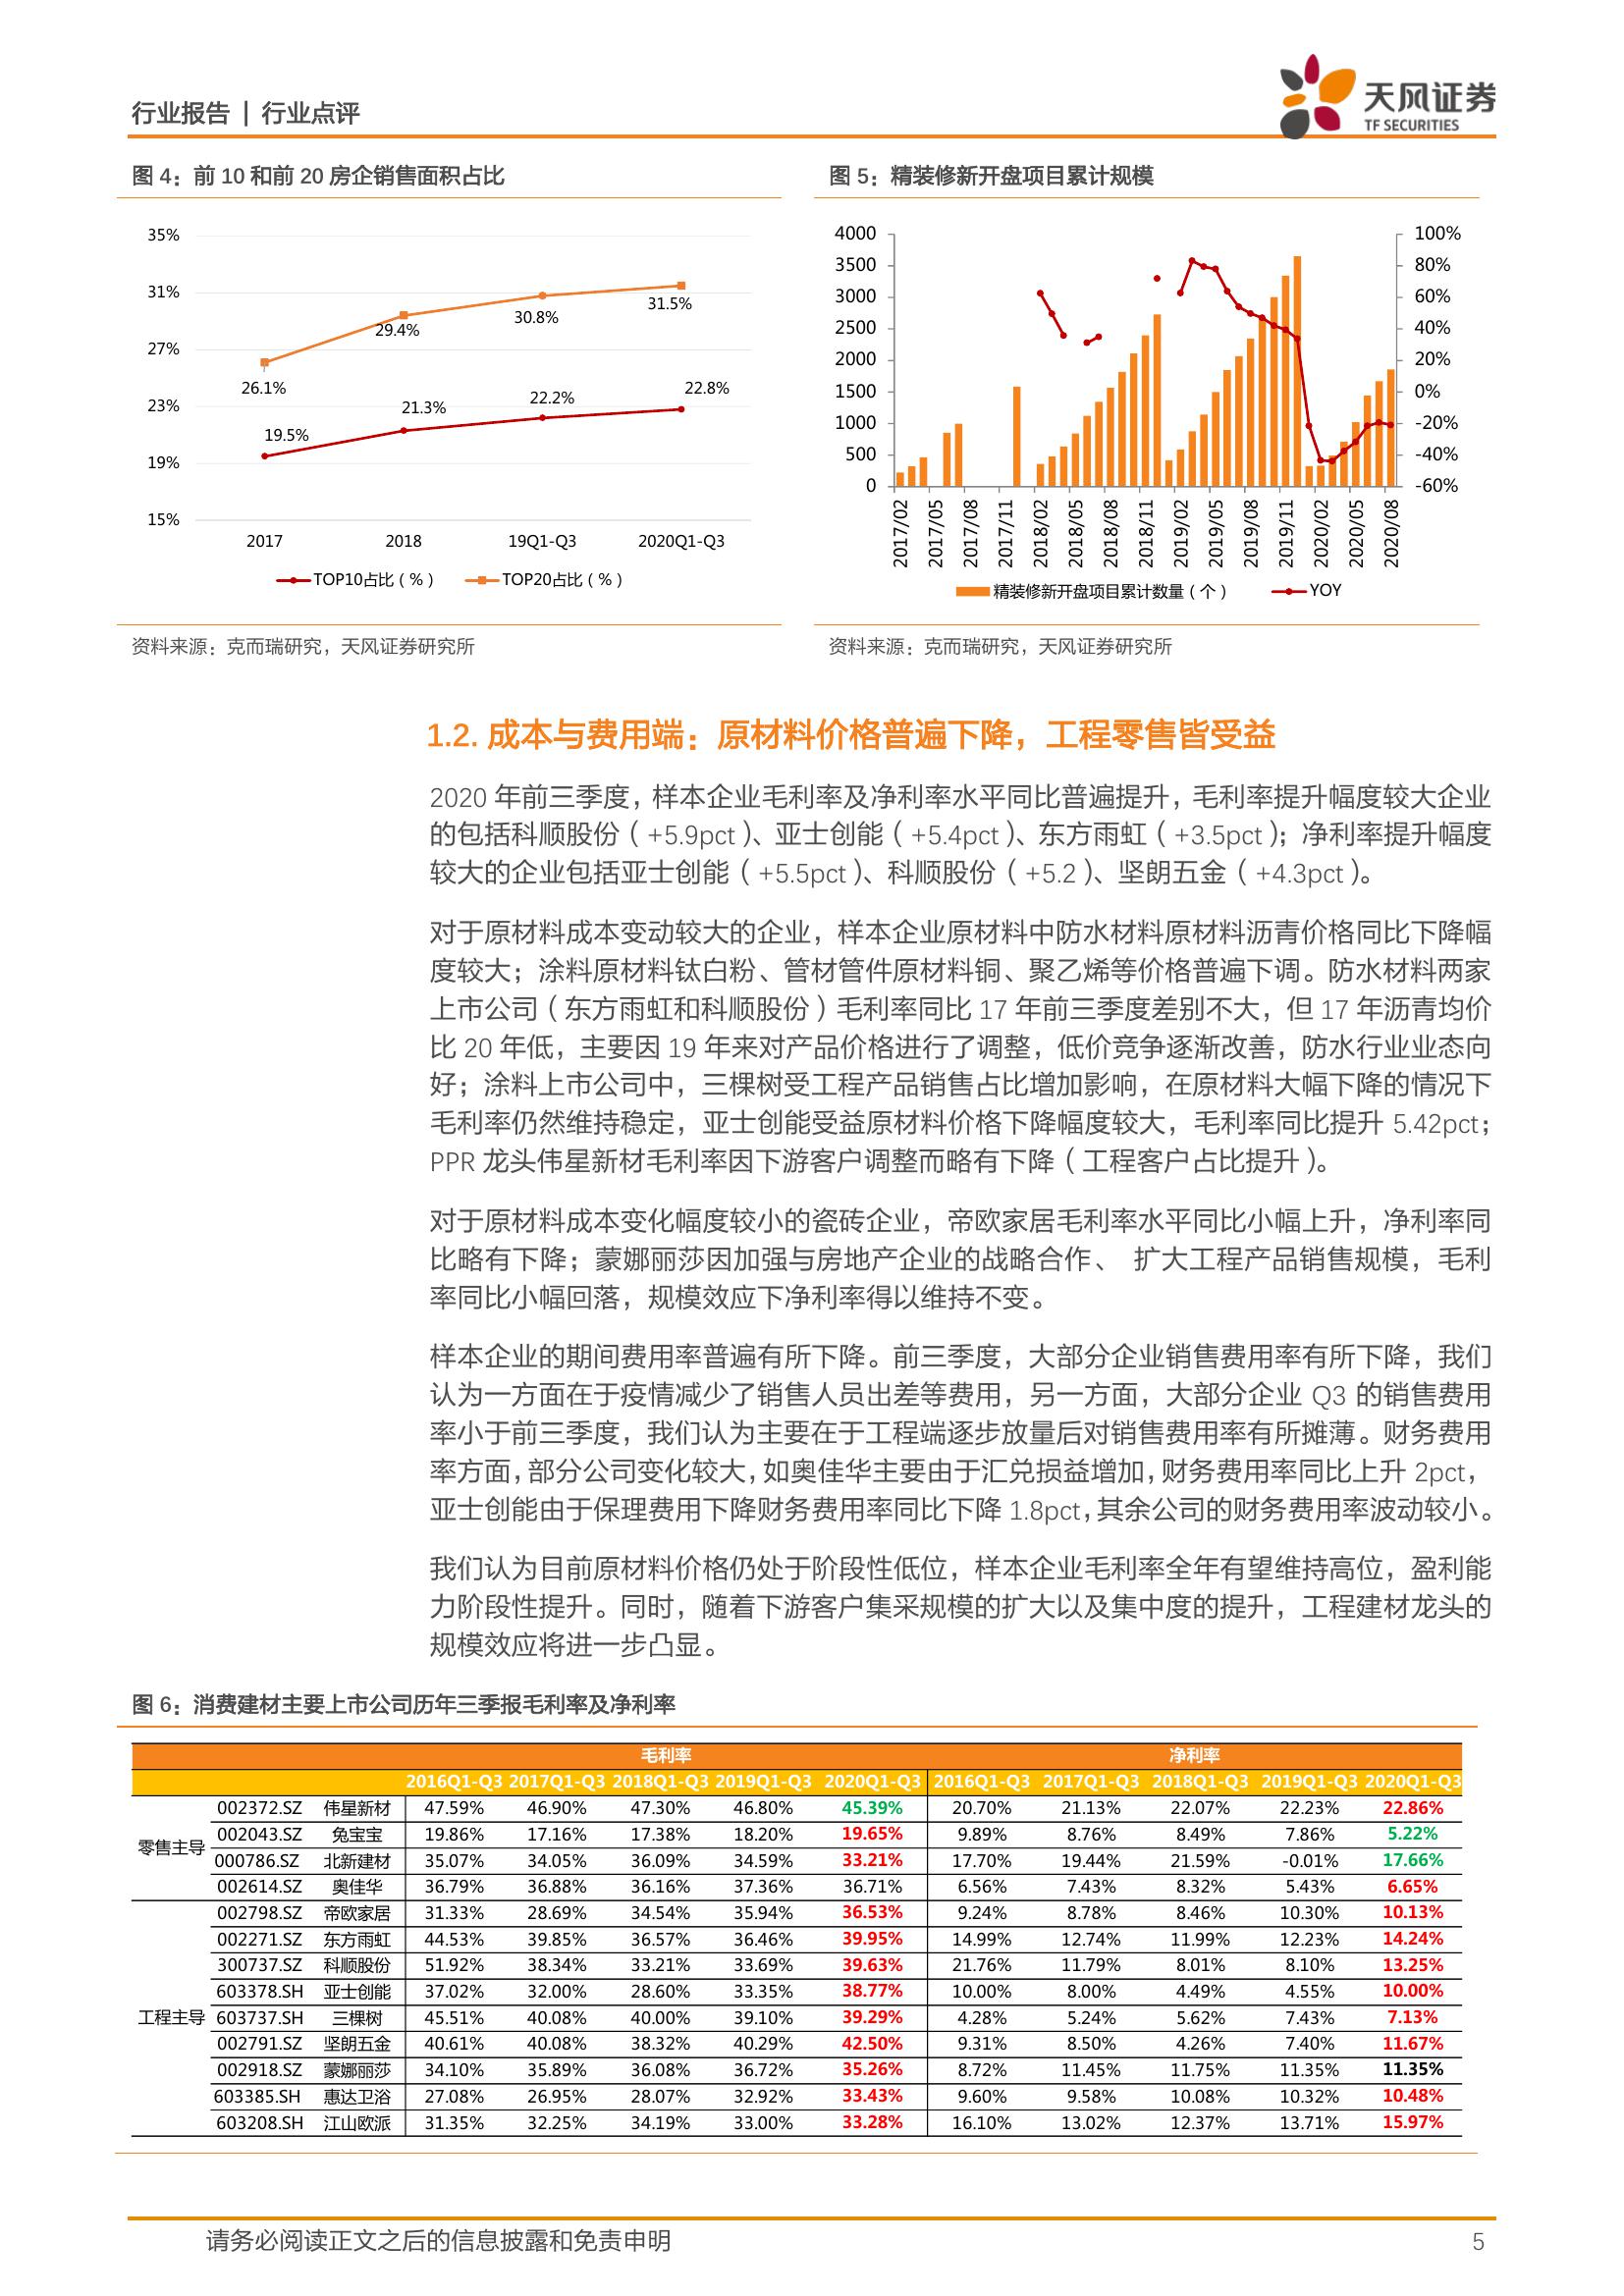 行业报告 | 行业点评
天风证券
TF SECURITIES
图 4：前 10 和前 20 房企销售面积占比
35%
31%
27%
23%
19%
15%
26.1%
29.4%
30.8%
31.5%
19.5%
21.3%
22.2%
22.8%
2017 2018 19Q1-Q3 2020Q1-Q3
TOP10占比（%） TOP20占比（%）
资料来源：克而瑞研究，天风证券研究所
图 5：精装修新开盘项目累计规模
4000 100%
3500 80%
3000 60%
2500 40%
2000 20%
1500 0%
1000 -20%
500 -40%
0 -60%
2017/02 2017/05 2017/08 2017/11 2018/02 2018/05 2018/08 2018/11 2019/02 2019/05 2019/08 2019/11 2020/02 2020/05 2020/08
精装修新开盘项目累计数量（个） YOY
资料来源：克而瑞研究，天风证券研究所
1.2. 成本与费用端：原材料价格普遍下降，工程零售皆受益
2020 年前三季度，样本企业毛利率及净利率水平同比普遍提升，毛利率提升幅度较大企业
的包括科顺股份（+5.9pct）、亚士创能（+5.4pct）、东方雨虹（+3.5pct）；净利率提升幅度
较大的企业包括亚士创能（+5.5pct）、科顺股份（+5.2）、坚朗五金（+4.3pct）。
对于原材料成本变动较大的企业，样本企业原材料中防水材料原材料沥青价格同比下降幅
度较大；涂料原材料钛白粉、管材管件原材料铜、聚乙烯等价格普遍下调。防水材料两家
上市公司（东方雨虹和科顺股份）毛利率同比 17 年前三季度差别不大，但 17 年沥青均价
比 20 年低，主要因 19 年来对产品价格进行了调整，低价竞争逐渐改善，防水行业业态向
好；涂料上市公司中，三棵树受工程产品销售占比增加影响，在原材料大幅下降的情况下
毛利率仍然维持稳定，亚士创能受益原材料价格下降幅度较大，毛利率同比提升 5.42pct；
PPR 龙头伟星新材毛利率因下游客户调整而略有下降（工程客户占比提升）。
对于原材料成本变化幅度较小的瓷砖企业，帝欧家居毛利率水平同比小幅上升，净利率同
比略有下降；蒙娜丽莎因加强与房地产企业的战略合作、 扩大工程产品销售规模，毛利
率同比小幅回落，规模效应下净利率得以维持不变。
样本企业的期间费用率普遍有所下降。前三季度，大部分企业销售费用率有所下降，我们
认为一方面在于疫情减少了销售人员出差等费用，另一方面，大部分企业 Q3 的销售费用
率小于前三季度，我们认为主要在于工程端逐步放量后对销售费用率有所摊薄。财务费用
率方面，部分公司变化较大，如奥佳华主要由于汇兑损益增加，财务费用率同比上升 2pct，
亚士创能由于保理费用下降财务费用率同比下降 1.8pct，其余公司的财务费用率波动较小。
我们认为目前原材料价格仍处于阶段性低位，样本企业毛利率全年有望维持高位，盈利能
力阶段性提升。同时，随着下游客户集采规模的扩大以及集中度的提升，工程建材龙头的
规模效应将进一步凸显。
图 6：消费建材主要上市公司历年三季报毛利率及净利率
毛利率 净利率
2016Q1-Q3 2017Q1-Q3 2018Q1-Q3 2019Q1-Q3 2020Q1-Q3 2016Q1-Q3 2017Q1-Q3 2018Q1-Q3 2019Q1-Q3 2020Q1-Q3
零售主导
002372.SZ 伟星新材 47.59% 46.90% 47.30% 46.80% 45.39% 20.70% 21.13% 22.07% 22.23% 22.86%
002043.SZ 兔宝宝 19.86% 17.16% 17.38% 18.20% 19.65% 9.89% 8.76% 8.49% 7.86% 5.22%
000786.SZ 北新建材 35.07% 34.05% 36.09% 34.59% 33.21% 17.70% 19.44% 21.59% -0.01% 17.66%
002614.SZ 奥佳华 36.79% 36.88% 36.16% 37.36% 36.71% 6.56% 7.43% 8.32% 5.43% 6.65%
工程主导
002798.SZ 帝欧家居 31.33% 28.69% 34.54% 35.94% 36.53% 9.24% 8.78% 8.46% 10.30% 10.13%
002271.SZ 东方雨虹 44.53% 39.85% 36.57% 36.46% 39.95% 14.99% 12.74% 11.99% 12.23% 14.24%
300737.SZ 科顺股份 51.92% 38.34% 33.21% 33.69% 39.63% 21.76% 11.79% 8.01% 8.10% 13.25%
603378.SH 亚士创能 37.02% 32.00% 28.60% 33.35% 38.77% 10.00% 8.00% 4.49% 4.55% 10.00%
603737.SH 三棵树 45.51% 40.08% 40.00% 39.10% 39.29% 4.28% 5.24% 5.62% 7.43% 7.13%
002791.SZ 坚朗五金 40.61% 40.08% 38.32% 40.29% 42.50% 9.31% 8.50% 4.26% 7.40% 11.67%
002918.SZ 蒙娜丽莎 34.10% 35.89% 36.08% 36.72% 35.26% 8.72% 11.45% 11.75% 11.35% 11.35%
603385.SH 惠达卫浴 27.08% 26.95% 28.07% 32.92% 33.43% 9.60% 9.58% 10.08% 10.32% 10.48%
603208.SH 江山欧派 31.35% 32.25% 34.19% 33.00% 33.28% 16.10% 13.02% 12.37% 13.71% 15.97%
请务必阅读正文之后的信息披露和免责申明 5